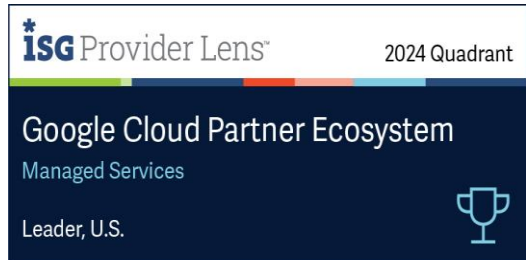 ISG Provider Lens™
2024 Quadrant
Google Cloud Partner Ecosystem
Managed Services
Leader, U.S.